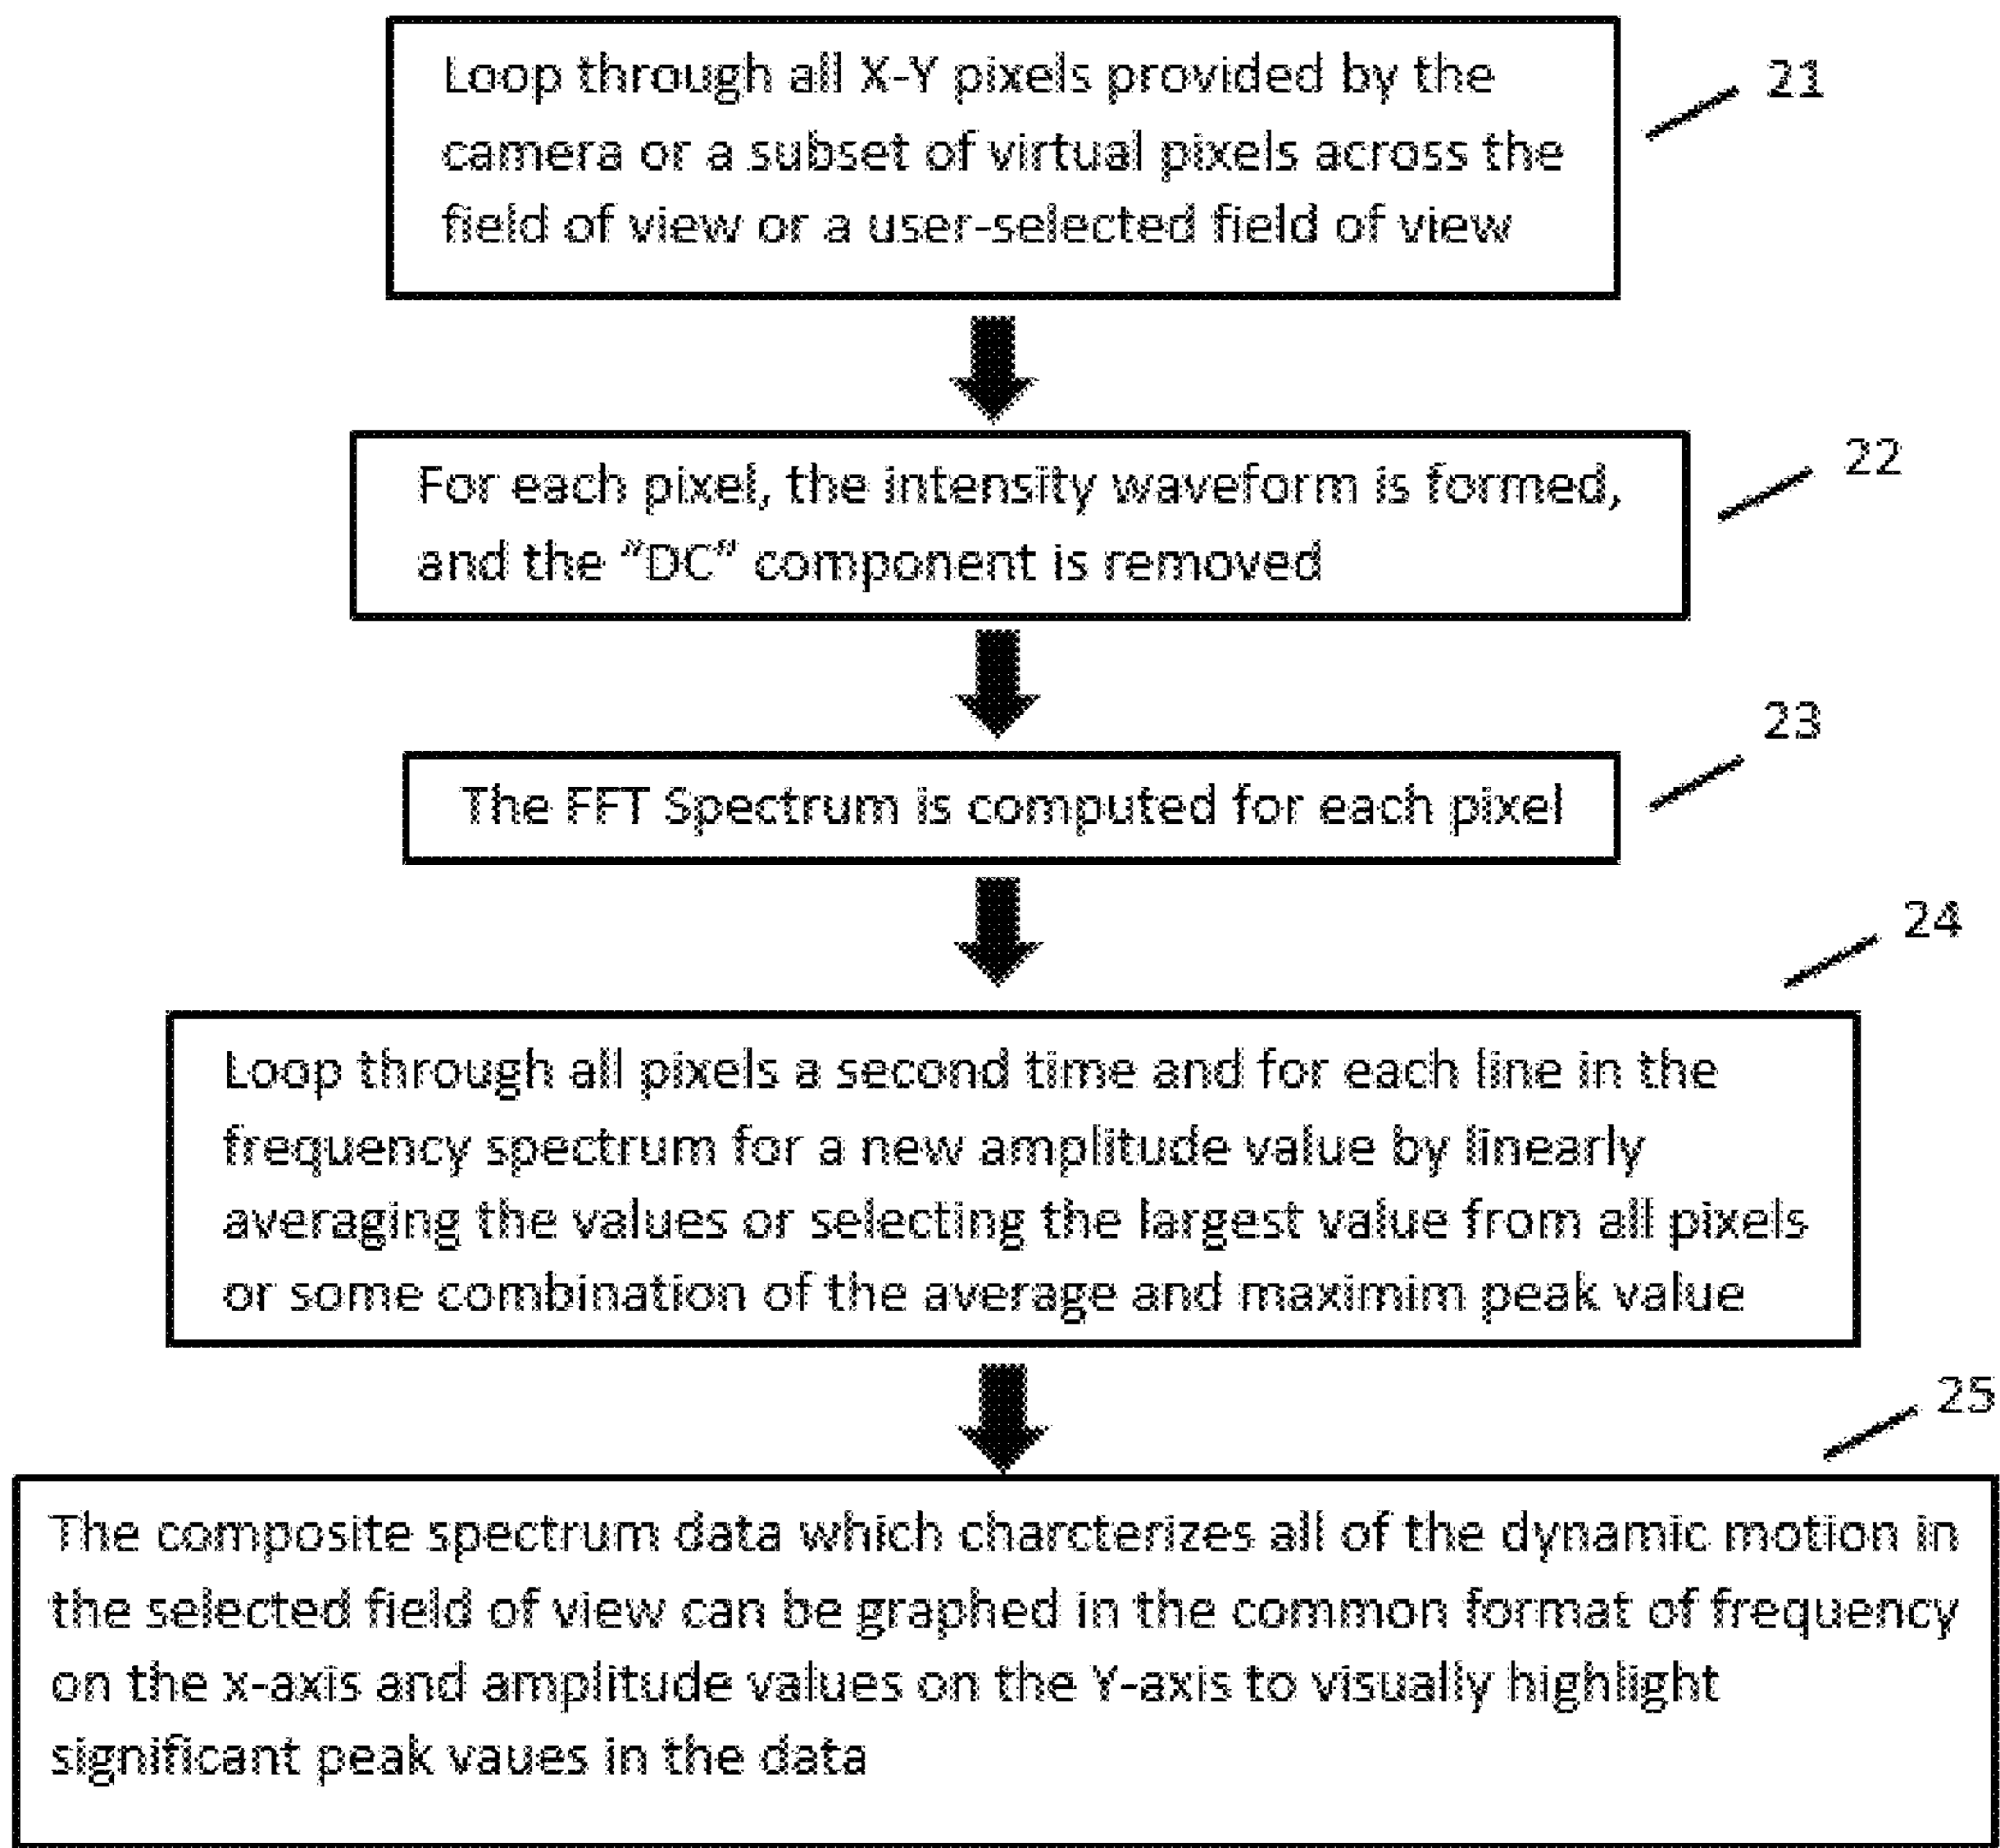 Loop through all X-Y pixels provided by the
camera or a subset of virtual pixels across the
field of view or a user-selected field of view
21
For each pixel, the intensity waveform is formed,
and the "DC" component is removed
22
The FFT Spectrum is computed for each pixel
23
Loop through all pixels a second time and for each line in the
frequency spectrum for a new amplitude value by linearly
averaging the values or selecting the largest value from all pixels
or some combination of the average and maximim peak value
24
The composite spectrum data which charcterizes all of the dynamic motion in
the selected field of view can be graphed in the common format of frequency
on the x-axis and amplitude values on the Y-axis to visually highlight
significant peak vaues in the data
25